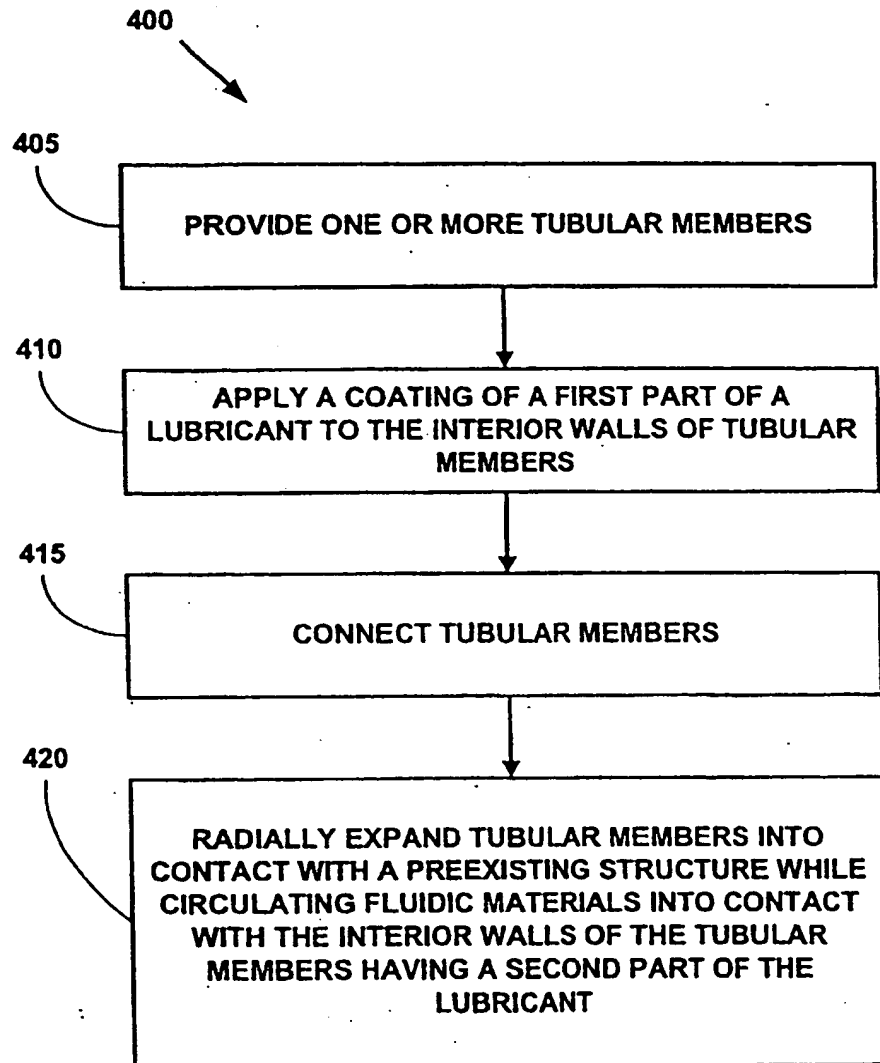 400
405
PROVIDE ONE OR MORE TUBULAR MEMBERS
410
APPLY A COATING OF A FIRST PART OF A
LUBRICANT TO THE INTERIOR WALLS OF TUBULAR
MEMBERS
415
CONNECT TUBULAR MEMBERS
420
RADIALLY EXPAND TUBULAR MEMBERS INTO
CONTACT WITH A PREEXISTING STRUCTURE WHILE
CIRCULATING FLUIDIC MATERIALS INTO CONTACT
WITH THE INTERIOR WALLS OF THE TUBULAR
MEMBERS HAVING A SECOND PART OF THE
LUBRICANT